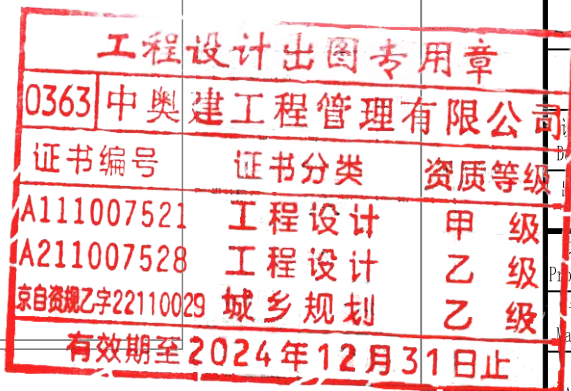 工程设计出图专用章
0363 中奥建工程管理有限公司
证书编号 证书分类 资质等级
A111007521 工程设计 甲级
A211007528 工程设计 乙级
京自资规乙字22110029 城乡规划 乙级
有效期至2024年12月31日止